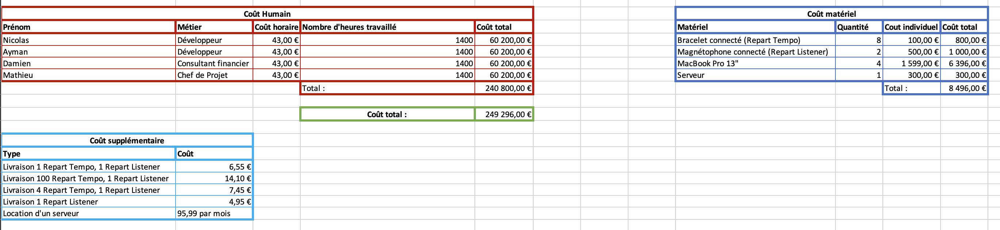 Coût Humain
Prénom Métier Coût horaire Nombre d'heures travaillé Coût total
Nicolas Développeur 43,00 € 1400 60 200,00 €
Ayman Développeur 43,00 € 1400 60 200,00 €
Damien Consultant financier 43,00 € 1400 60 200,00 €
Mathieu Chef de Projet 43,00 € 1400 60 200,00 €
Total : 240 800,00 €
Coût matériel
Matériel Quantité Cout individuel Coût total
Bracelet connecté (Repart Tempo) 8 100,00 € 800,00 €
Magnétophone connecté (Repart Listener) 2 500,00 € 1 000,00 €
MacBook Pro 13" 4 1 599,00 € 6 396,00 €
Serveur 1 300,00 € 300,00 €
Total : 8 496,00 €
Coût total : 249 296,00 €
Coût supplémentaire
Type Coût
Livraison 1 Repart Tempo, 1 Repart Listener 6,55 €
Livraison 100 Repart Tempo, 1 Repart Listener 14,10 €
Livraison 4 Repart Tempo, 1 Repart Listener 7,45 €
Livraison 1 Repart Listener 4,95 €
Location d'un serveur 95,99 par mois